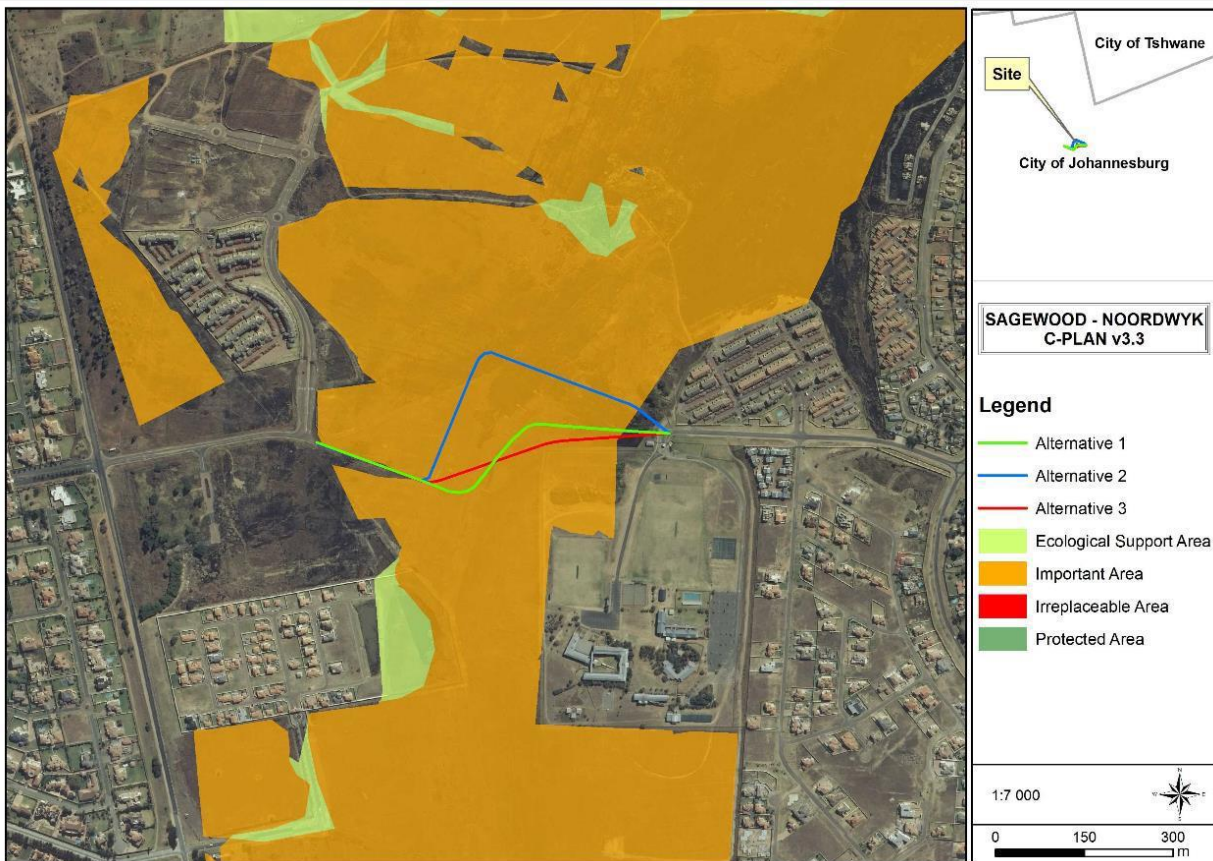 City of Tshwane
Site
City of Johannesburg
SAGEWOOD - NOORDWYK
C-PLAN v3.3
Legend
Alternative 1
Alternative 2
Alternative 3
Ecological Support Area
Important Area
Irreplaceable Area
Protected Area
1:7 000
N
W
E
S
0 150 300
m